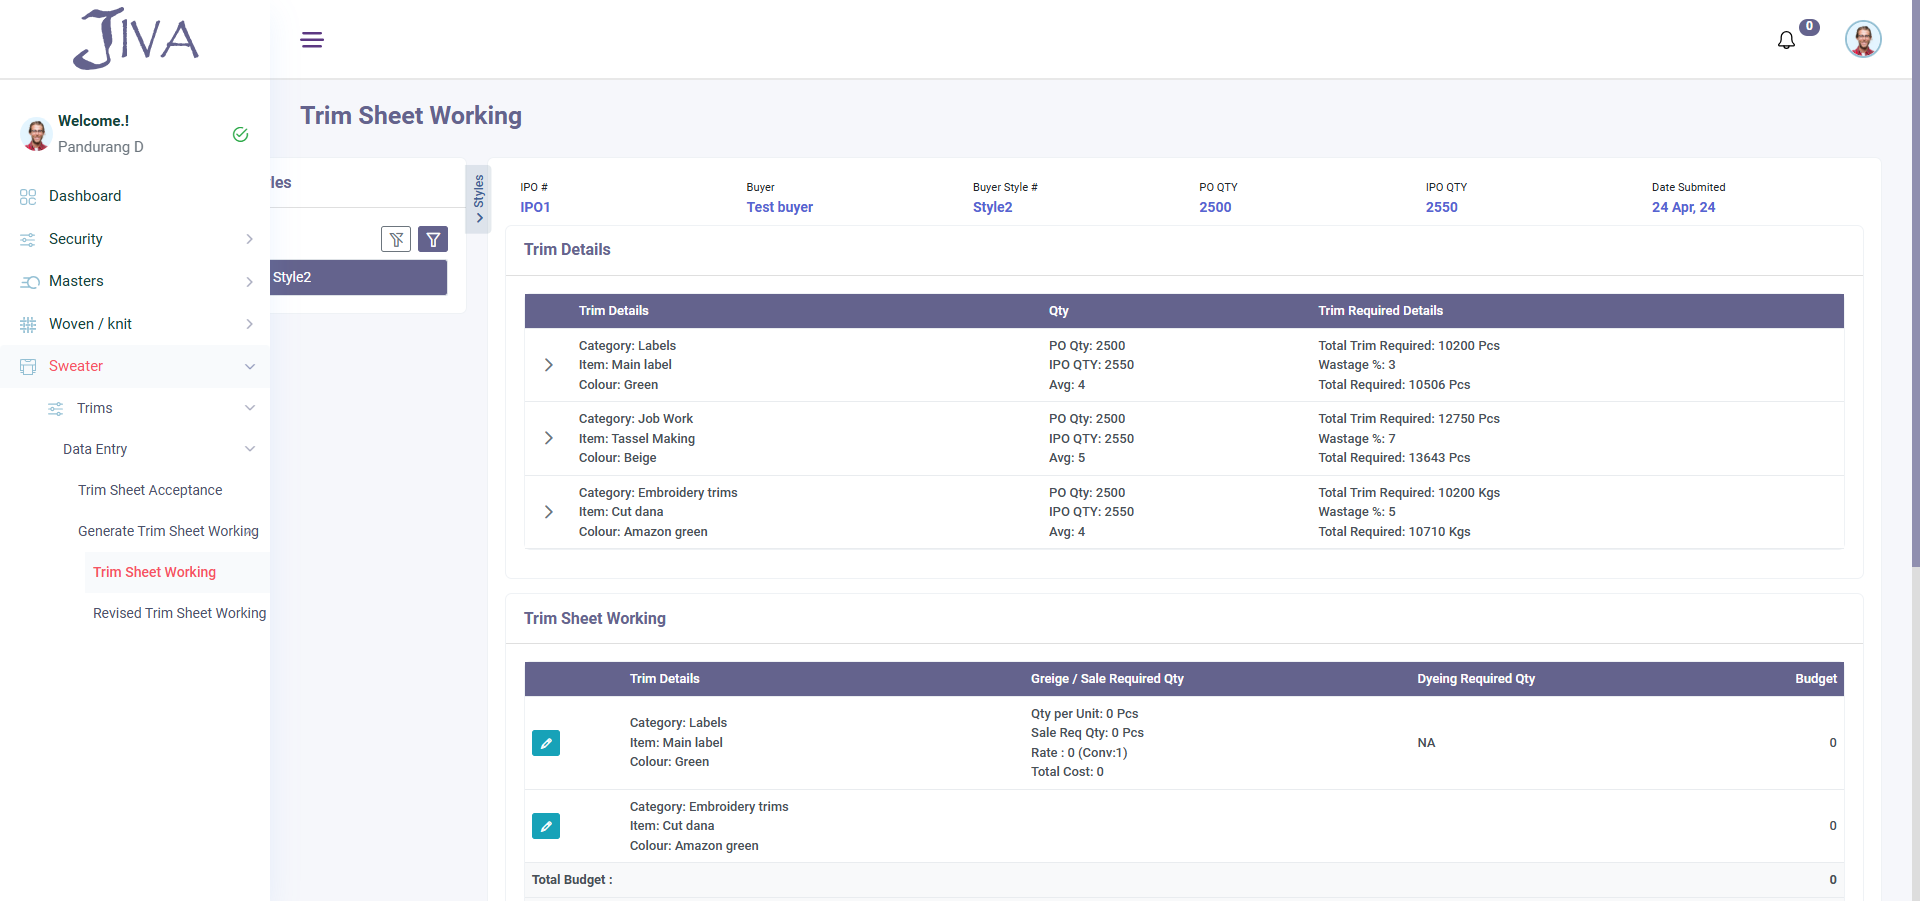 JIVA
0
Welcome.!
Pandurang D
Dashboard
Security
Masters
Woven / knit
Sweater
Trims
Data Entry
Trim Sheet Acceptance
Generate Trim Sheet Working
Trim Sheet Working
Revised Trim Sheet Working
Trim Sheet Working
les
Style2
Styles
IPO #
IPO1
Buyer
Test buyer
Buyer Style #
Style2
PO QTY
2500
IPO QTY
2550
Date Submited
24 Apr, 24
Trim Details
Trim Details Qty Trim Required Details
Category: Labels PO Qty: 2500 Total Trim Required: 10200 Pcs
Item: Main label IPO QTY: 2550 Wastage %: 3
Colour: Green Avg: 4 Total Required: 10506 Pcs
Category: Job Work PO Qty: 2500 Total Trim Required: 12750 Pcs
Item: Tassel Making IPO QTY: 2550 Wastage %: 7
Colour: Beige Avg: 5 Total Required: 13643 Pcs
Category: Embroidery trims PO Qty: 2500 Total Trim Required: 10200 Kgs
Item: Cut dana IPO QTY: 2550 Wastage %: 5
Colour: Amazon green Avg: 4 Total Required: 10710 Kgs
Trim Sheet Working
Trim Details Greige / Sale Required Qty Dyeing Required Qty Budget
Category: Labels
Item: Main label
Colour: Green
Qty per Unit: 0 Pcs
Sale Req Qty: 0 Pcs
Rate : 0 (Conv:1)
Total Cost: 0
NA
0
Category: Embroidery trims
Item: Cut dana
Colour: Amazon green
0
Total Budget : 0